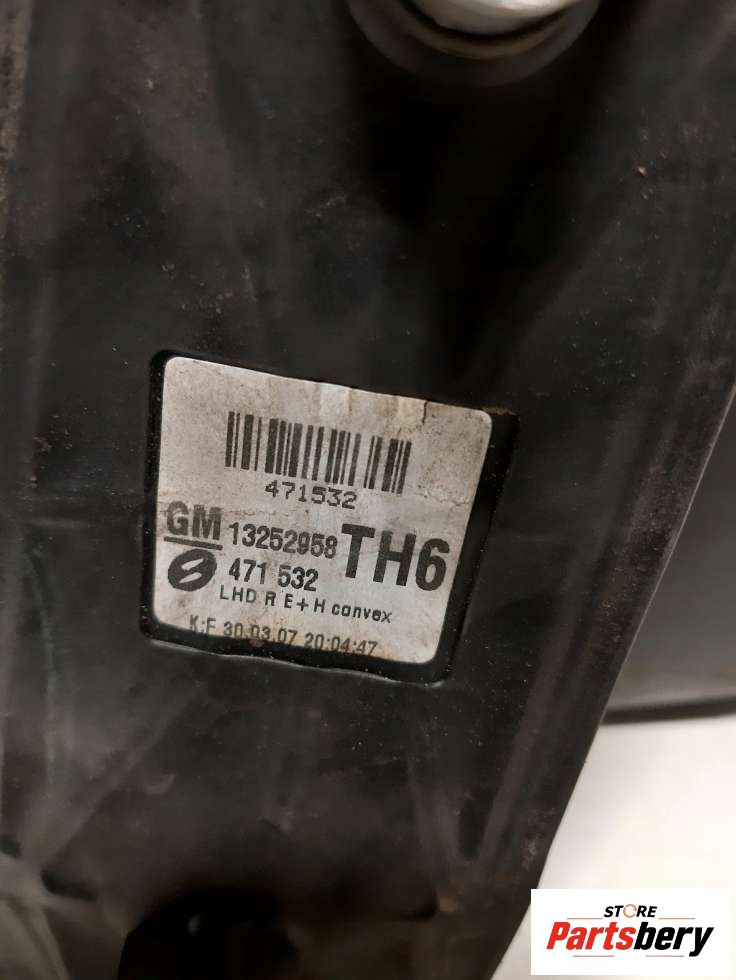 471532
GM 13252958 TH6
471 532
LHD R E+H convex
K:F 30.03.07 20:04:47
STORE
Partsbery